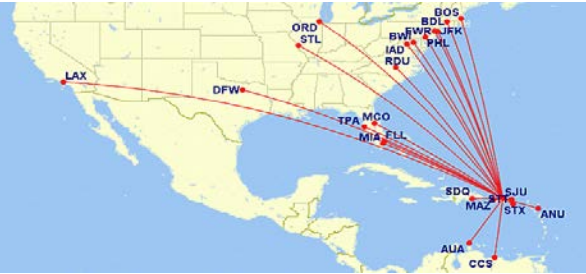 BOS
ORD
BDL
STL
EWR
JFK
BWI
PHL
IAD
RDU
LAX
DFW
MCO
TPA
FLL
MIA
SDQ
SJU
STT
MAZ
STX
ANU
AUA
CCS